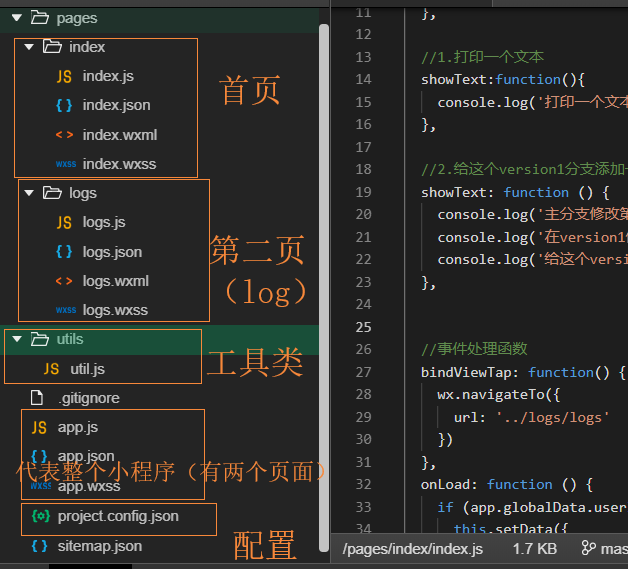 pages
index
JS index.js
{ } index.json
< > index.wxml
wxss index.wxss
首页
logs
JS logs.js
{ } logs.json
< > logs.wxml
wxss logs.wxss
第二页
（log）
utils
JS util.js
工具类
.gitignore
JS app.js
{ } app.json
代表整个小程序（有两个页面）
wxss app.wxss
{o} project.config.json
{ } sitemap.json
配置
11 },
12
13 //1.打印一个文本
14 showText:function(){
15 console.log('打印一个文本
16 },
17
18 //2.给这个version1分支添加
19 showText: function () {
20 console.log('主分支修改第
21 console.log('在version1
22 console.log('给这个versi
23 },
24
25
26 //事件处理函数
27 bindViewTap: function() {
28 wx.navigateTo({
29 url: '../logs/logs'
30 })
31 },
32 onLoad: function () {
33 if (app.globalData.user
34 this.setData({
/pages/index/index.js 1.7 KB mas